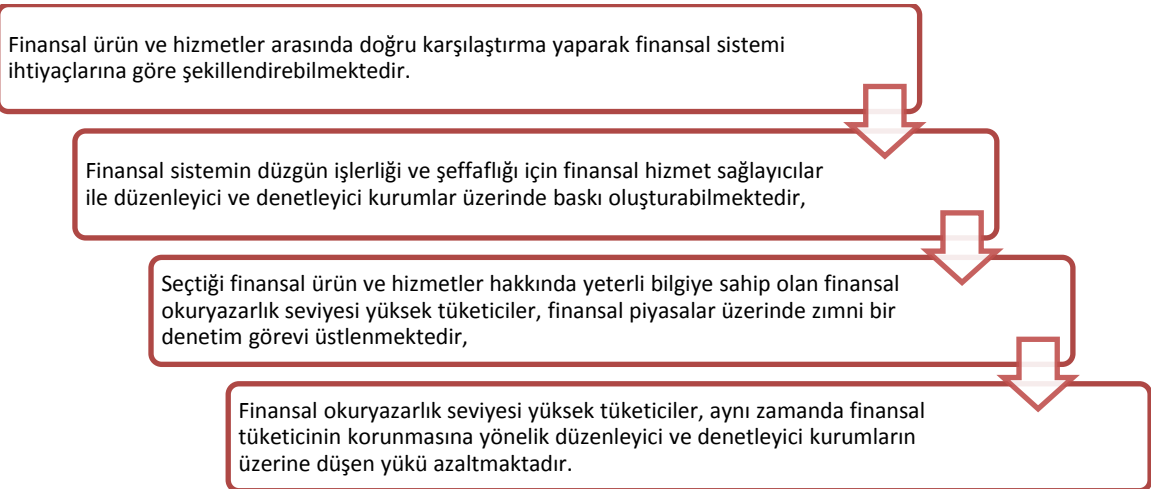 Finansal ürün ve hizmetler arasında doğru karşılaştırma yaparak finansal sistemi
ihtiyaçlarına göre şekillendirebilmektedir.
Finansal sistemin düzgün işlerliği ve şeffaflığı için finansal hizmet sağlayıcılar
ile düzenleyici ve denetleyici kurumlar üzerinde baskı oluşturabilmektedir,
Seçtiği finansal ürün ve hizmetler hakkında yeterli bilgiye sahip olan finansal
okuryazarlık seviyesi yüksek tüketiciler, finansal piyasalar üzerinde zımni bir
denetim görevi üstlenmektedir,
Finansal okuryazarlık seviyesi yüksek tüketiciler, aynı zamanda finansal
tüketicinin korunmasına yönelik düzenleyici ve denetleyici kurumların
üzerine düşen yükü azaltmaktadır.